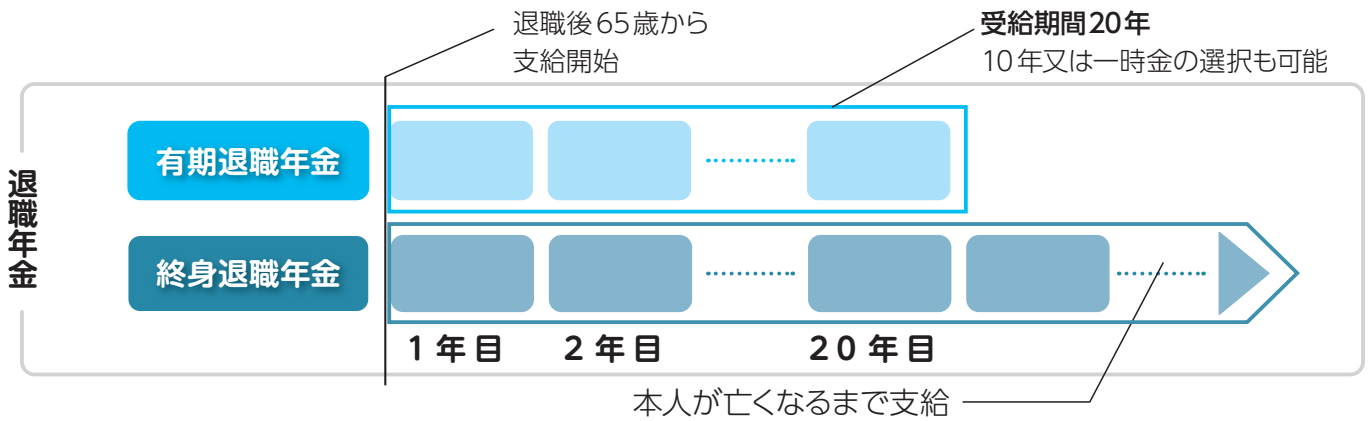 退職後65歳から
支給開始
受給期間20年
10年又は一時金の選択も可能
退職年金
有期退職年金
終身退職年金
1年目
2年目
20年目
本人が亡くなるまで支給